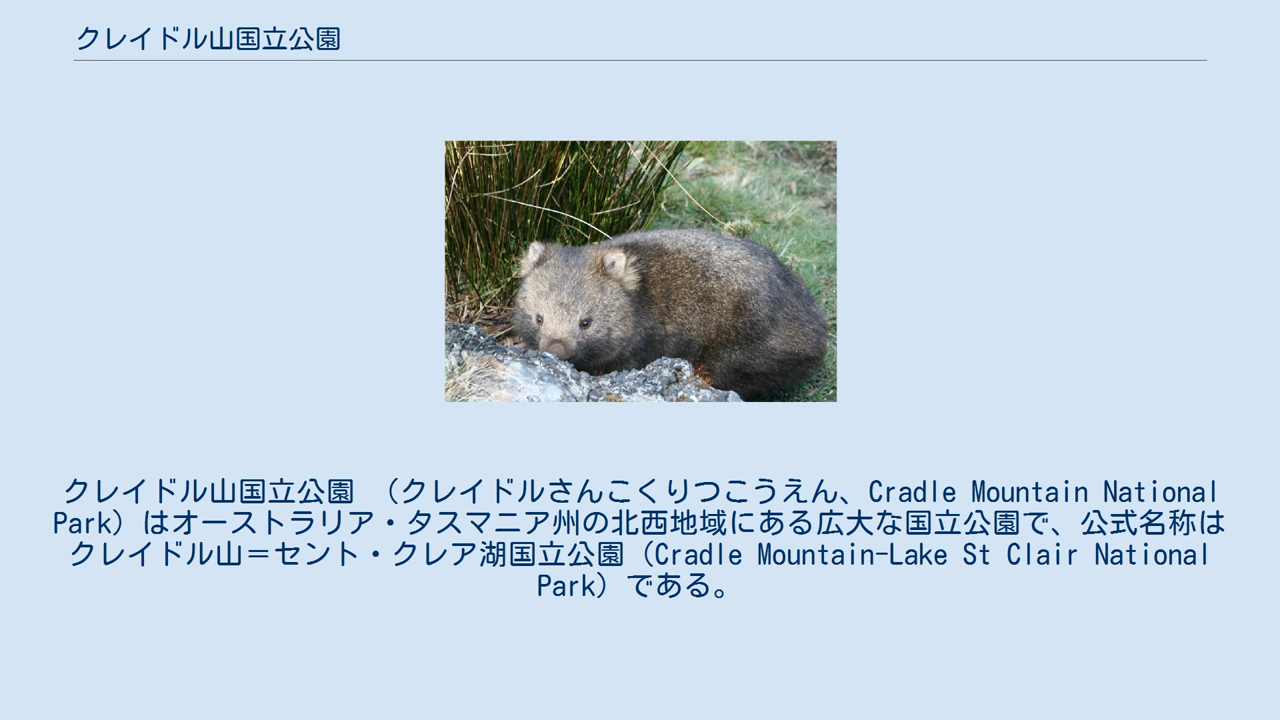 クレイドル山国立公園
クレイドル山国立公園 （クレイドルさんこくりつこうえん、Cradle Mountain National
Park）はオーストラリア・タスマニア州の北西地域にある広大な国立公園で、公式名称は
クレイドル山＝セント・クレア湖国立公園（Cradle Mountain-Lake St Clair National
Park）である。